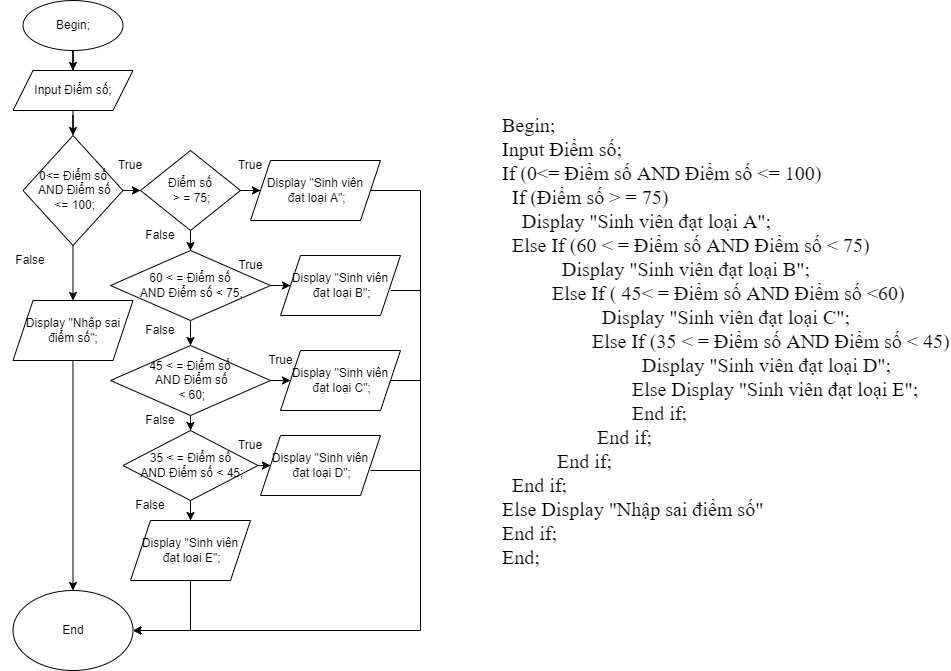 Begin;
Input Điểm số;
0<= Điểm số
AND Điểm số
<= 100;
True
Điểm số
> = 75;
True
Display "Sinh viên
đạt loại A";
False
False
60 < = Điểm số
AND Điểm số < 75;
True
Display "Sinh viên
đạt loại B";
Display "Nhập sai
điểm số";
False
45 < = Điểm số
AND Điểm số
< 60;
True
Display "Sinh viên
đạt loại C";
False
35 < = Điểm số
AND Điểm số < 45;
True
Display "Sinh viên
đạt loại D";
False
Display "Sinh viên
đạt loại E";
End
Begin;
Input Điểm số;
If (0<= Điểm số AND Điểm số <= 100)
If (Điểm số > = 75)
Display "Sinh viên đạt loại A";
Else If (60 < = Điểm số AND Điểm số < 75)
Display "Sinh viên đạt loại B";
Else If ( 45< = Điểm số AND Điểm số <60)
Display "Sinh viên đạt loại C";
Else If (35 < = Điểm số AND Điểm số < 45)
Display "Sinh viên đạt loại D";
Else Display "Sinh viên đạt loại E";
End if;
End if;
End if;
End if;
Else Display "Nhập sai điểm số"
End if;
End;